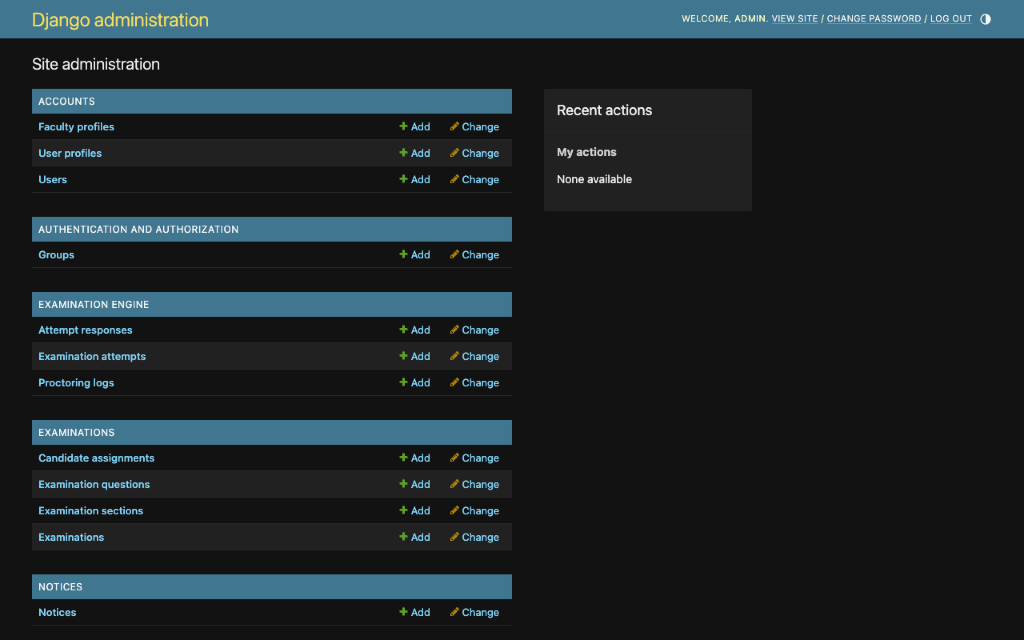 Django administration
WELCOME, ADMIN. VIEW SITE / CHANGE PASSWORD / LOG OUT
Site administration
ACCOUNTS
Faculty profiles Add Change
User profiles Add Change
Users Add Change
AUTHENTICATION AND AUTHORIZATION
Groups Add Change
EXAMINATION ENGINE
Attempt responses Add Change
Examination attempts Add Change
Proctoring logs Add Change
EXAMINATIONS
Candidate assignments Add Change
Examination questions Add Change
Examination sections Add Change
Examinations Add Change
NOTICES
Notices Add Change
Recent actions
My actions
None available